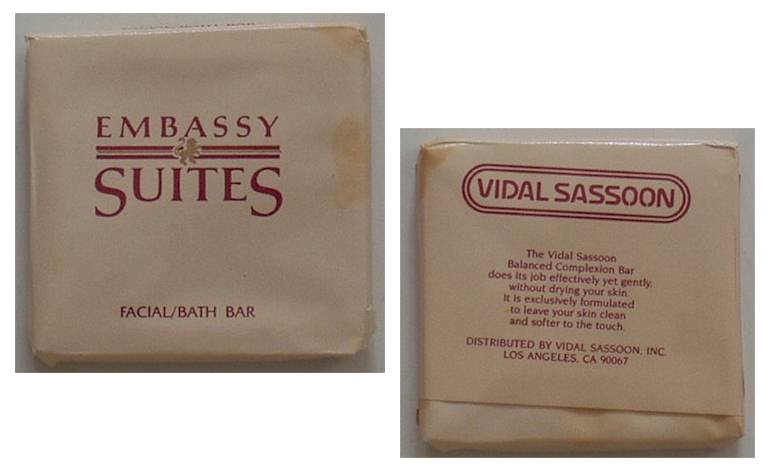 EMBASSY
SUITES
FACIAL/BATH BAR
VIDAL SASSOON
The Vidal Sassoon
Balanced Complexion Bar
does its job effectively yet gently,
without drying your skin.
It is exclusively formulated
to leave your skin clean
and softer to the touch.
DISTRIBUTED BY VIDAL SASSOON, INC.
LOS ANGELES, CA 90067